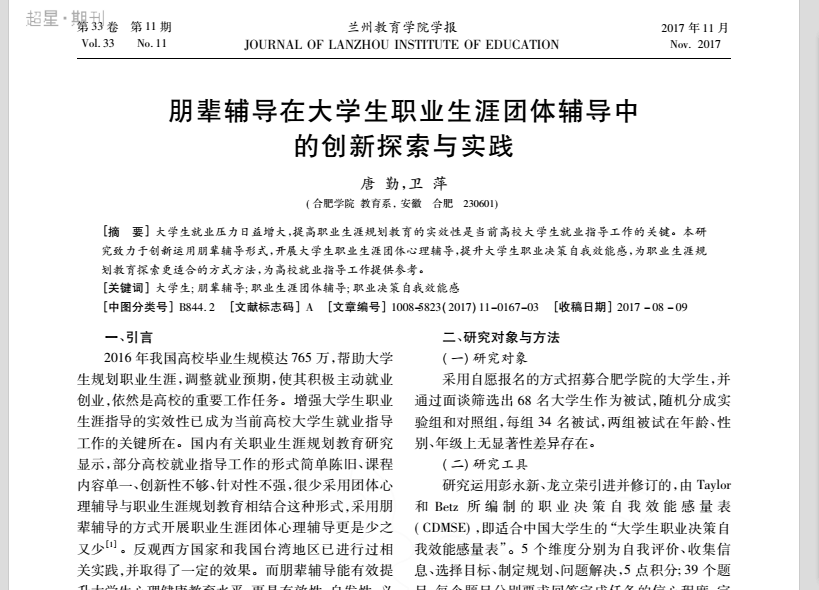 超星·期刊
第 33 卷 第 11 期
Vol. 33 No. 11
兰州教育学院学报
JOURNAL OF LANZHOU INSTITUTE OF EDUCATION
2017 年 11 月
Nov. 2017
朋辈辅导在大学生职业生涯团体辅导中
的创新探索与实践
唐 勤,卫 萍
(合肥学院 教育系,安徽 合肥 230601)
[摘 要] 大学生就业压力日益增大,提高职业生涯规划教育的实效性是当前高校大学生就业指导工作的关键。本研
究致力于创新运用朋辈辅导形式,开展大学生职业生涯团体心理辅导,提升大学生职业决策自我效能感,为职业生涯规
划教育探索更适合的方式方法,为高校就业指导工作提供参考。
[关键词] 大学生;朋辈辅导;职业生涯团体辅导;职业决策自我效能感
[中图分类号] B844.2 [文献标志码] A [文章编号] 1008-5823(2017)11-0167-03 [收稿日期] 2017-08-09
一、引言
2016 年我国高校毕业生规模达 765 万,帮助大学
生规划职业生涯,调整就业预期,使其积极主动就业
创业,依然是高校的重要工作任务。增强大学生职业
生涯指导的实效性已成为当前高校大学生就业指导
工作的关键所在。国内有关职业生涯规划教育研究
显示,部分高校就业指导工作的形式简单陈旧、课程
内容单一、创新性不够、针对性不强,很少采用团体心
理辅导与职业生涯规划教育相结合这种形式,采用朋
辈辅导的方式开展职业生涯团体心理辅导更是少之
又少[1]。反观西方国家和我国台湾地区已进行过相
关实践,并取得了一定的效果。而朋辈辅导能有效提
二、研究对象与方法
(一)研究对象
采用自愿报名的方式招募合肥学院的大学生,并
通过面谈筛选出 68 名大学生作为被试,随机分成实
验组和对照组,每组 34 名被试,两组被试在年龄、性
别、年级上无显著性差异存在。
(二)研究工具
研究运用彭永新、龙立荣引进并修订的,由 Taylor
和 Betz 所编制的职业决策自我效能感量表
(CDMSE),即适合中国大学生的“大学生职业决策自
我效能感量表”。5 个维度分别为自我评价、收集信
息、选择目标、制定规划、问题解决,5 点积分;39 个题